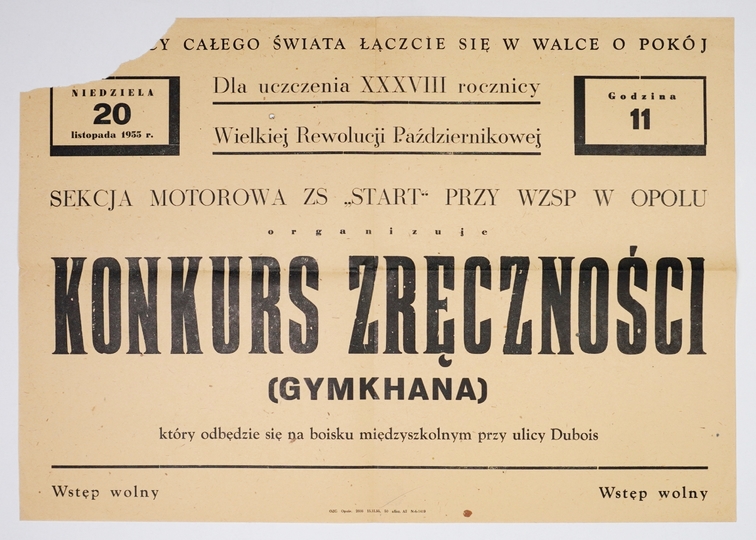 CAŁEGO ŚWIATA ŁĄCZCIE SIĘ W WALCE O POKÓJ
NIEDZIELA
20
listopada 1955 r.
Dla uczczenia XXXVIII rocznicy
Wielkiej Rewolucji Październikowej
Godzina
11
SEKCJA MOTOROWA ZS „START“ PRZY WZSP W OPOLU
organizuje
KONKURS ZRĘCZNOŚCI
(GYMKHANA)
który odbędzie się na boisku międzyszkolnym przy ulicy Dubois
Wstęp wolny
Wstęp wolny